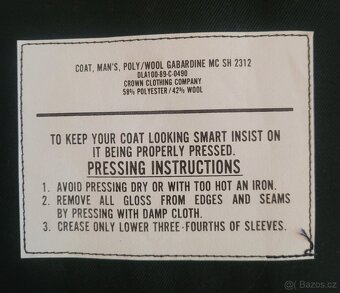 COAT, MAN'S, POLY/WOOL GABARDINE MC SH 2312
DLA100-89-C-0490
CROWN CLOTHING COMPANY
58% POLYESTER/42% WOOL
TO KEEP YOUR COAT LOOKING SMART INSIST ON
IT BEING PROPERLY PRESSED.
PRESSING INSTRUCTIONS
1. AVOID PRESSING DRY OR WITH TOO HOT AN IRON.
2. REMOVE ALL GLOSS FROM EDGES AND SEAMS
BY PRESSING WITH DAMP CLOTH.
3. CREASE ONLY LOWER THREE-FOURTHS OF SLEEVES.
Bazos.cz